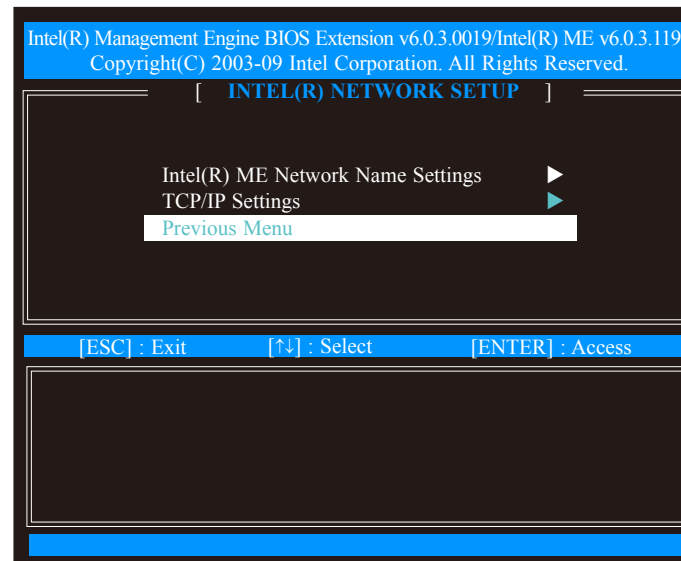 Intel(R) Management Engine BIOS Extension v6.0.3.0019/Intel(R) ME v6.0.3.119
Copyright(C) 2003-09 Intel Corporation. All Rights Reserved.
[ INTEL(R) NETWORK SETUP ]
Intel(R) ME Network Name Settings ▶
TCP/IP Settings ▶
Previous Menu
[ESC] : Exit [↑↓] : Select [ENTER] : Access